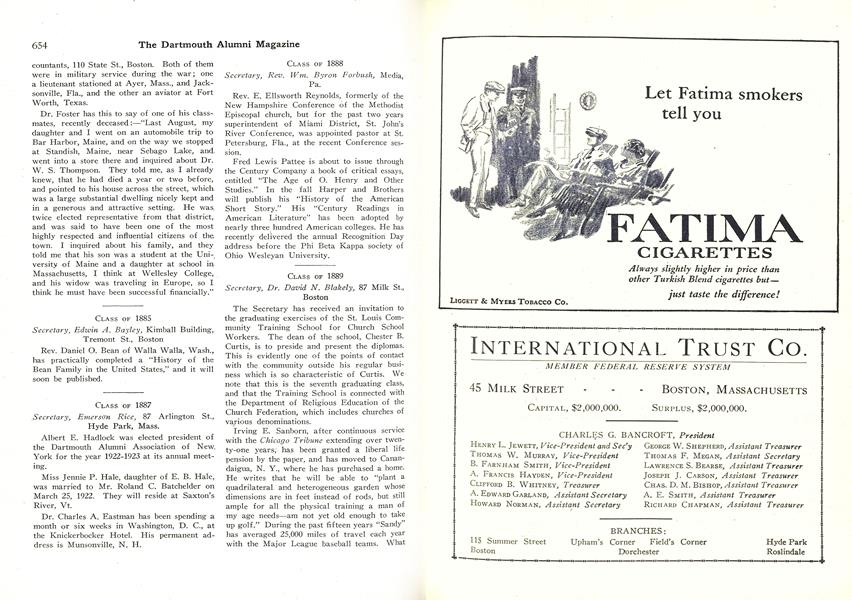 654
The Dartmouth Alumni Magazine
countants, 110 State St., Boston. Both of them
were in military service during the war; one
a lieutenant stationed at Ayer, Mass., and Jack-
sonville, Fla., and the other an aviator at Fort
Worth, Texas.
Dr. Foster has this to say of one of his class-
mates, recently deceased:—"Last August, my
daughter and I went on an automobile trip to
Bar Harbor, Maine, and on the way we stopped
at Standish, Maine, near Sebago Lake, and
went into a store there and inquired about Dr.
W. S. Thompson. They told me, as I already
knew, that he had died a year or two before,
and pointed to his house across the street, which
was a large substantial dwelling nicely kept and
in a generous and attractive setting. He was
twice elected representative from that district,
and was said to have been one of the most
highly respected and influential citizens of the
town. I inquired about his family, and they
told me that his son was a student at the Uni-
versity of Maine and a daughter at school in
Massachusetts, I think at Wellesley College,
and his widow was traveling in Europe, so I
think he must have been successful financially."
Class of 1885
Secretary, Edwin A. Bayley, Kimball Building,
Tremont St., Boston
Rev. Daniel O. Bean of Walla Walla, Wash.,
has practically completed a "History of the
Bean Family in the United States," and it will
soon be published.
Class of 1887
Secretary, Emerson Rice, 87 Arlington St.,
Hyde Park, Mass.
Albert E. Hadlock was elected president of
the Dartmouth Alumni Association of New
York for the year 1922-1923 at its annual meet-
ing.
Miss Jennie P. Hale, daughter of E. B. Hale,
was married to Mr. Roland C. Batchelder on
March 25, 1922. They will reside at Saxton's
River, Vt.
Dr. Charles A. Eastman has been spending a
month or six weeks in Washington, D. C., at
the Knickerbocker Hotel. His permanent ad-
dress is Munsonville, N. H.
Class of 1888
Secretary, Rev. Wm. Byron Forbush, Media,
Pa.
Rev. E. Ellsworth Reynolds, formerly of the
New Hampshire Conference of the Methodist
Episcopal church, but for the past two years
superintendent of Miami District, St. John's
River Conference, was appointed pastor at St.
Petersburg, Fla., at the recent Conference ses-
sion.
Fred Lewis Pattee is about to issue through
the Century Company a book of critical essays,
entitled "The Age of O. Henry and Other
Studies." In the fall Harper and Brothers
will publish his "History of the American
Short Story." His "Century Readings in
American Literature" has been adopted by
nearly three hundred American colleges. He has
recently delivered the annual Recognition Day
address before the Phi Beta Kappa society of
Ohio Wesleyan University.
Class of 1889
Secretary, Dr. David N. Blakely, 87 Milk St.,
Boston
The Secretary has received an invitation to
the graduating exercises of the St. Louis Com-
munity Training School for Church School
Workers. The dean of the school, Chester B.
Curtis, is to preside and present the diplomas.
This is evidently one of the points of contact
with the community outside his regular busi-
ness which is so characteristic of Curtis. We
note that this is the seventh graduating class,
and that the Training School is connected with
the Department of Religious Education of the
Church Federation, which includes churches of
various denominations.
Irving E. Sanborn, after continuous service
with the Chicago Tribune extending over twen-
ty-one years, has been granted a liberal life
pension by the paper, and has moved to Canan-
daigua, N. Y., where he has purchased a home.
He writes that he will be able to "plant a
quadrilateral and heterogeneous garden whose
dimensions are in feet instead of rods, but still
ample for all the physical training a man of
my age needs—am not yet old enough to take
up golf." During the past fifteen years "Sandy"
has averaged 25,000 miles of travel each year
with the Major League baseball teams. What
Let Fatima smokers
tell you
FATIMA
CIGARETTES
Always slightly higher in price than
other Turkish Blend cigarettes but—
just taste the difference!
Liggett & Myers Tobacco Co.
International Trust Co.
MEMBER FEDERAL RESERVE SYSTEM
45 Milk Street - - - Boston, Massachusetts
Capital, $2,000,000. Surplus, $2,000,000.
CHARLES G. BANCROFT, President
Henry L. Jewett, Vice-President and Sec'y George W. Shepherd, Assistant Treasurer
Thomas W. Murray, Vice-President Thomas F. Megan, Assistant Secretary
B. Farnham Smith, Vice-President Lawrence S. Bearse, Assistant Treasurer
A. Francis Hayden, Vice-President Joseph J. Carson, Assistant Treasurer
Clifford B. Whitney, Treasurer Chas. D. M. Bishop, Assistant Treasurer
A. Edward Garland, Assistant Secretary A. E. Smith, Assistant Treasurer
Howard Norman, Assistant Secretary Richard Chapman, Assistant Treasurer
BRANCHES:
115 Summer Street Upham's Corner Field's Corner Hyde Park
Boston Dorchester Roslindale